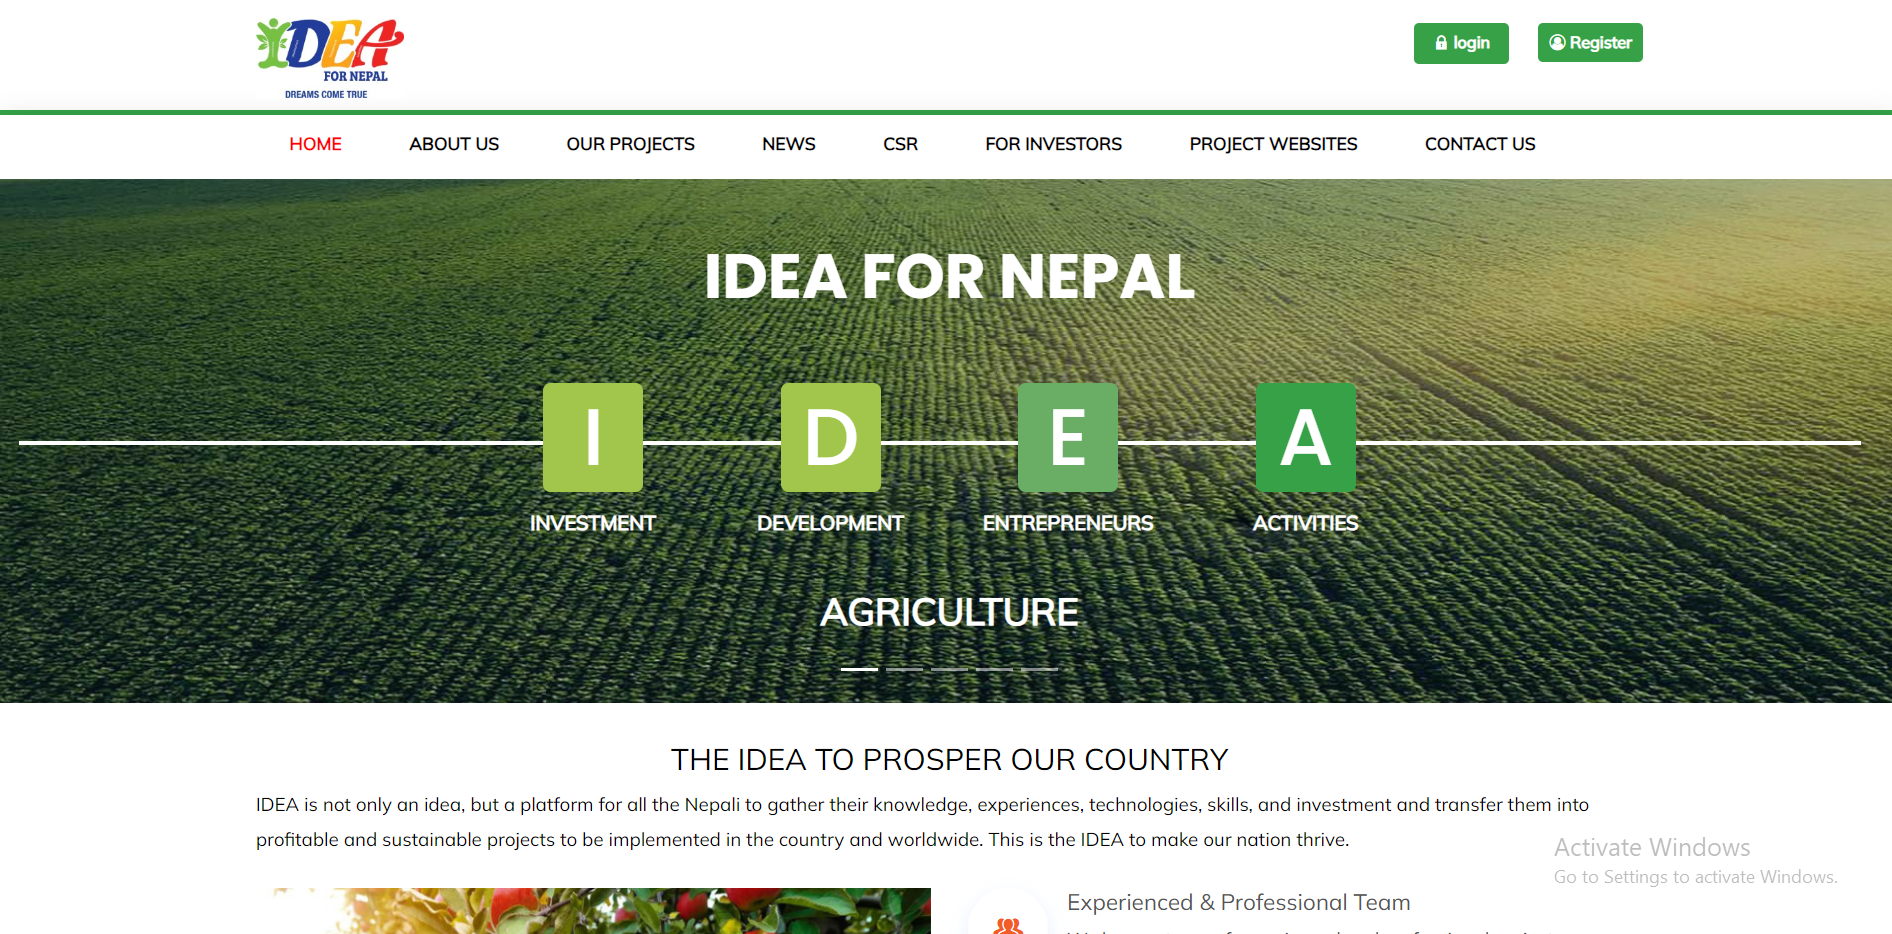 IDEA
FOR NEPAL
DREAMS COME TRUE
login
Register
HOME
ABOUT US
OUR PROJECTS
NEWS
CSR
FOR INVESTORS
PROJECT WEBSITES
CONTACT US
IDEA FOR NEPAL
I D E A
INVESTMENT DEVELOPMENT ENTREPRENEURS ACTIVITIES
AGRICULTURE
THE IDEA TO PROSPER OUR COUNTRY
IDEA is not only an idea, but a platform for all the Nepali to gather their knowledge, experiences, technologies, skills, and investment and transfer them into
profitable and sustainable projects to be implemented in the country and worldwide. This is the IDEA to make our nation thrive.
Activate Windows
Go to Settings to activate Windows.
Experienced & Professional Team